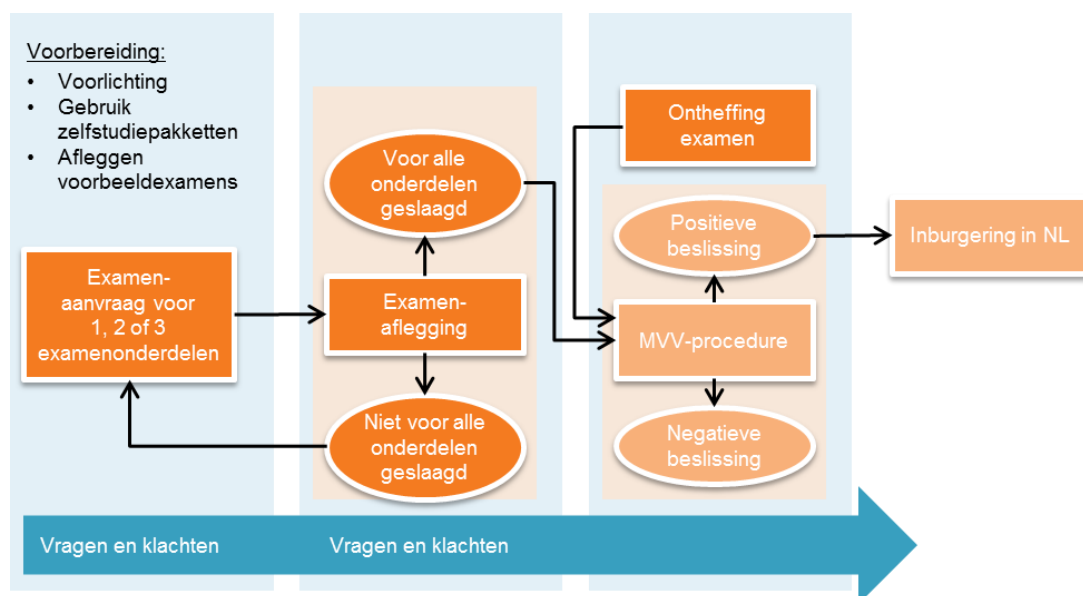 Voorbereiding:
• Voorlichting
• Gebruik
zelfstudiepakketten
• Afleggen
voorbeeldexamens
Examen-
aanvraag voor
1, 2 of 3
examenonderdelen
Voor alle
onderdelen
geslaagd
Examen-
aflegging
Niet voor alle
onderdelen
geslaagd
Ontheffing
examen
Positieve
beslissing
MVV-procedure
Negatieve
beslissing
Inburgering in NL
Vragen en klachten
Vragen en klachten